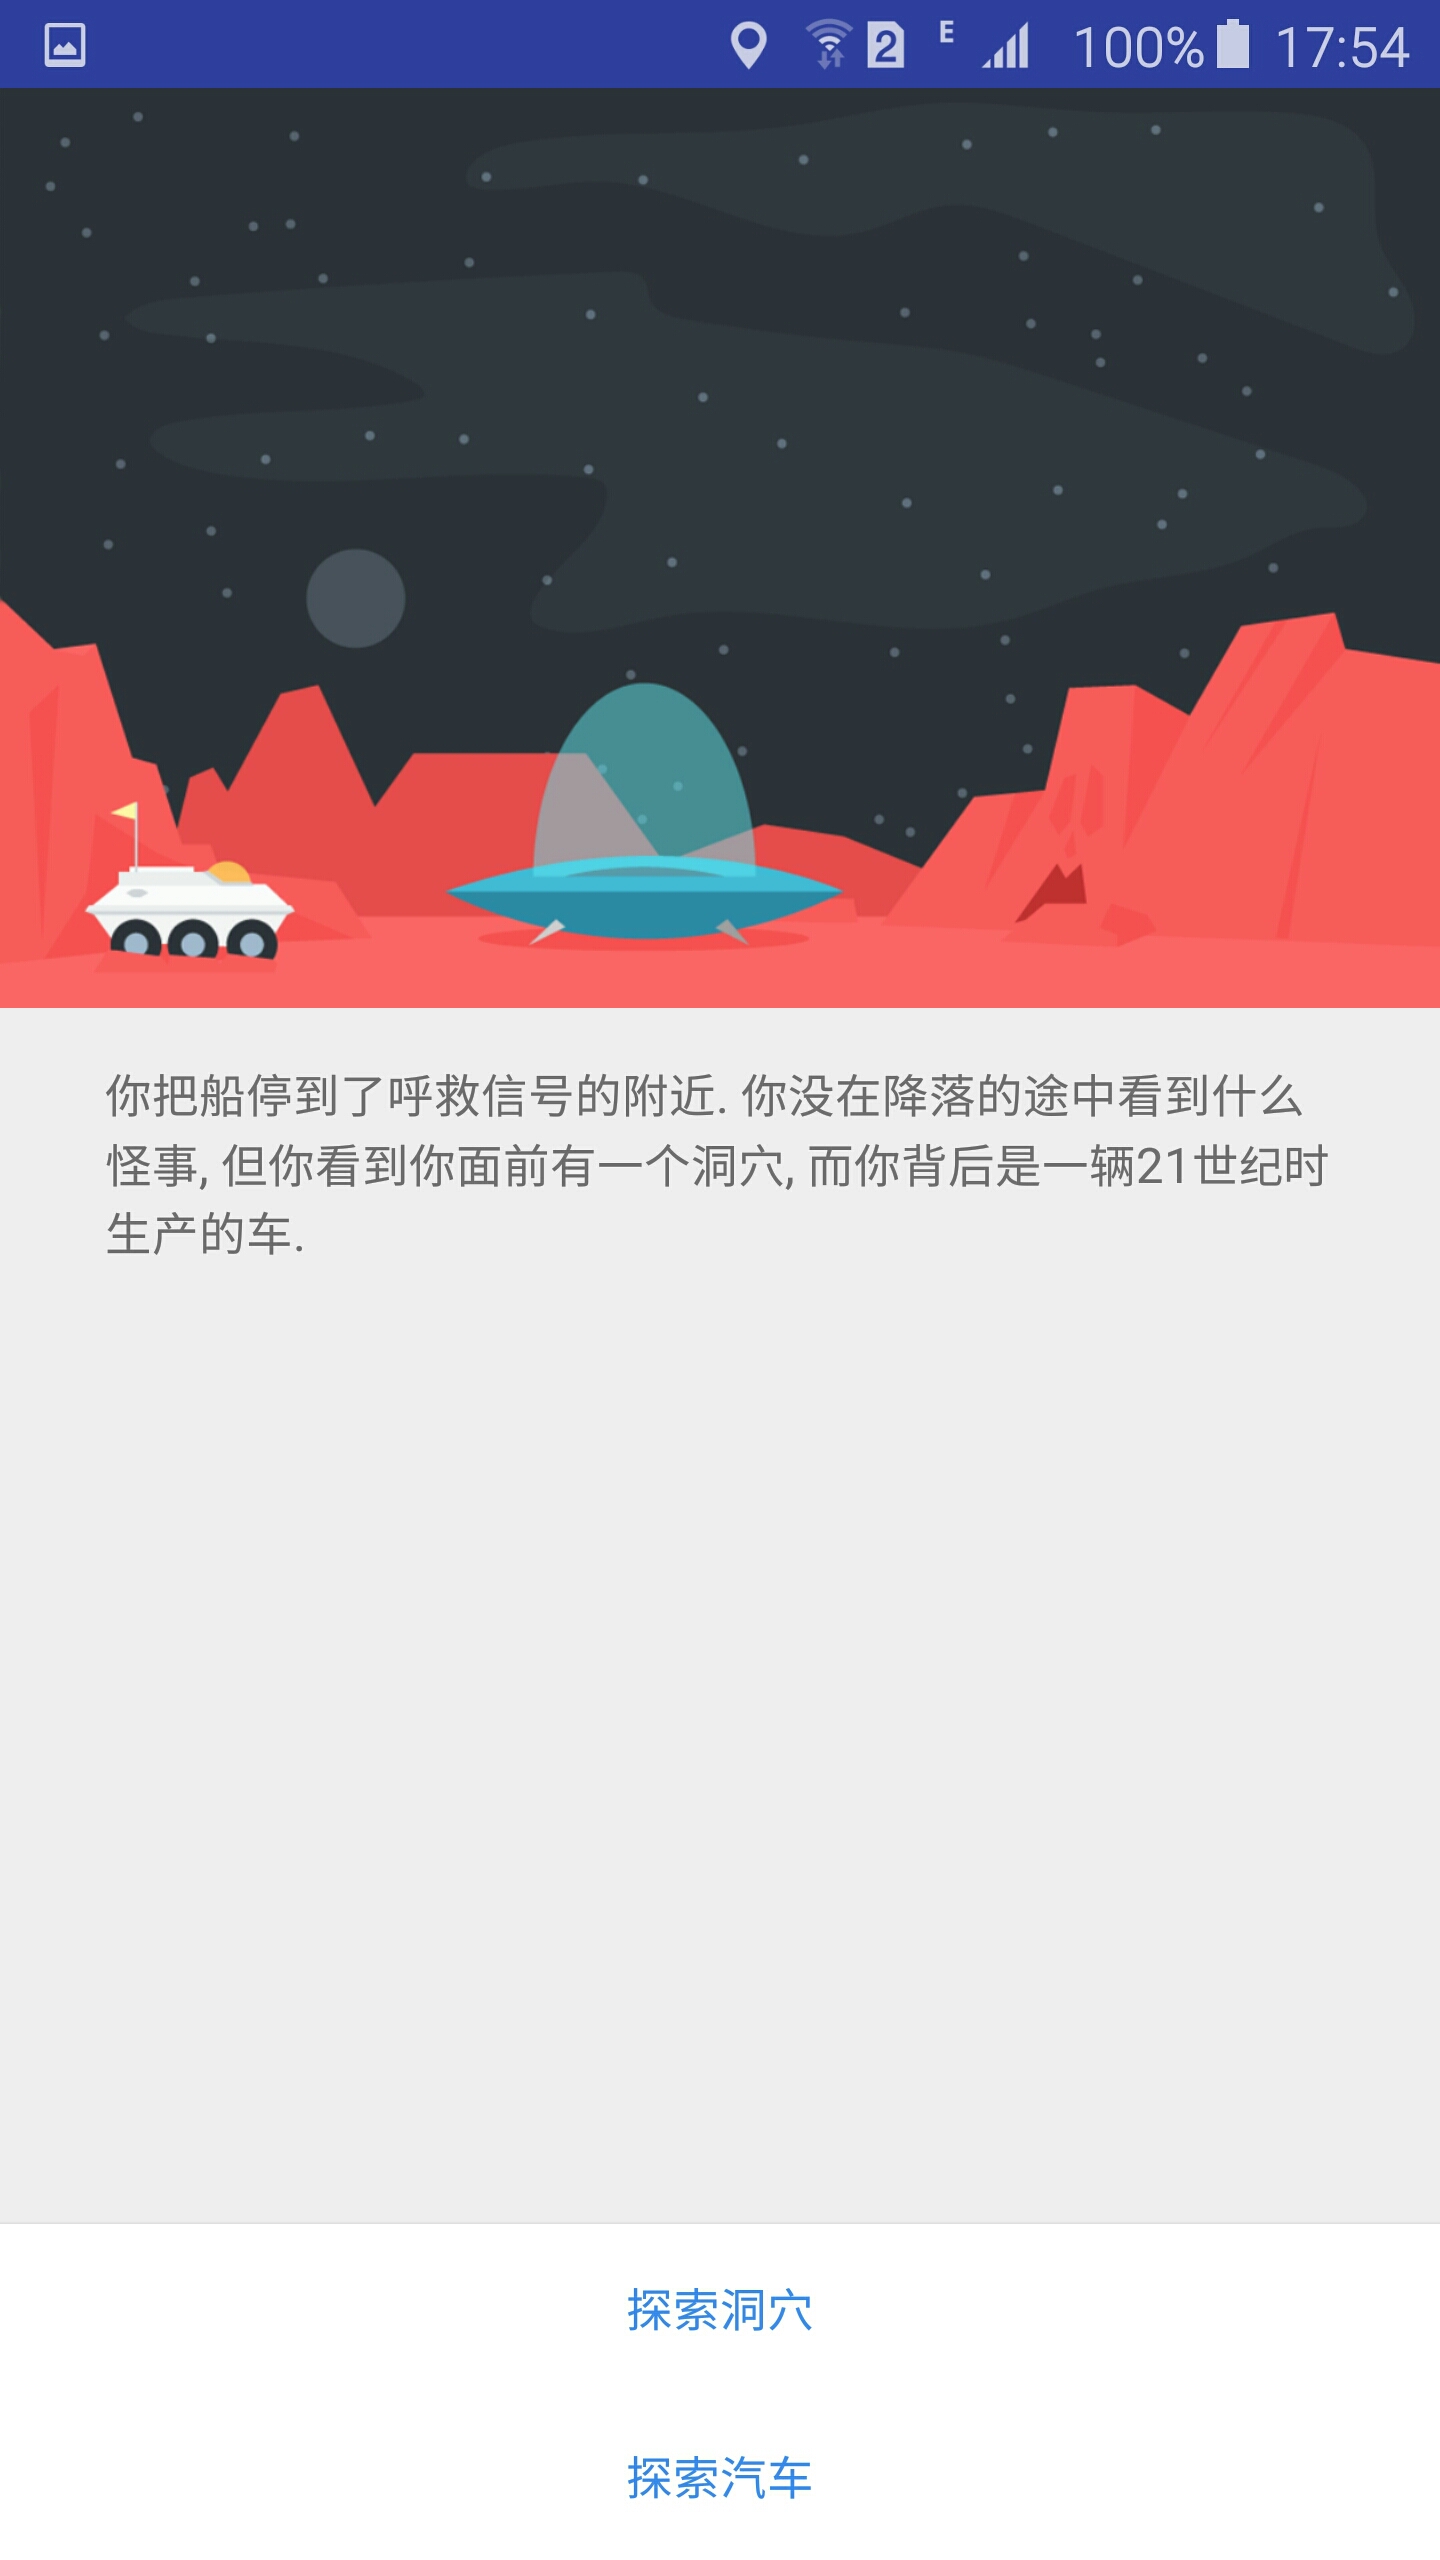 2 E 100% 17:54
你把船停到了呼救信号的附近. 你没在降落的途中看到什么
怪事, 但你看到你面前有一个洞穴, 而你背后是一辆21世纪时
生产的车.
探索洞穴
探索汽车